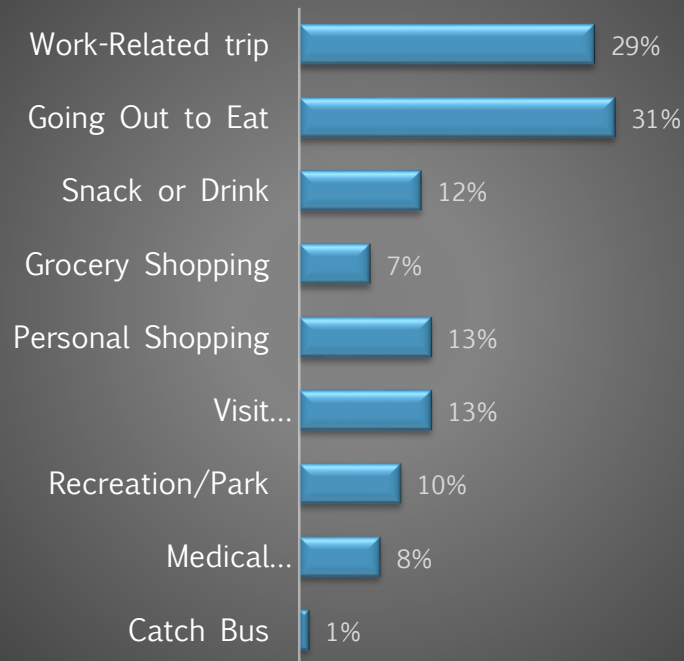 Work-Related trip 29%
Going Out to Eat 31%
Snack or Drink 12%
Grocery Shopping 7%
Personal Shopping 13%
Visit... 13%
Recreation/Park 10%
Medical... 8%
Catch Bus 1%